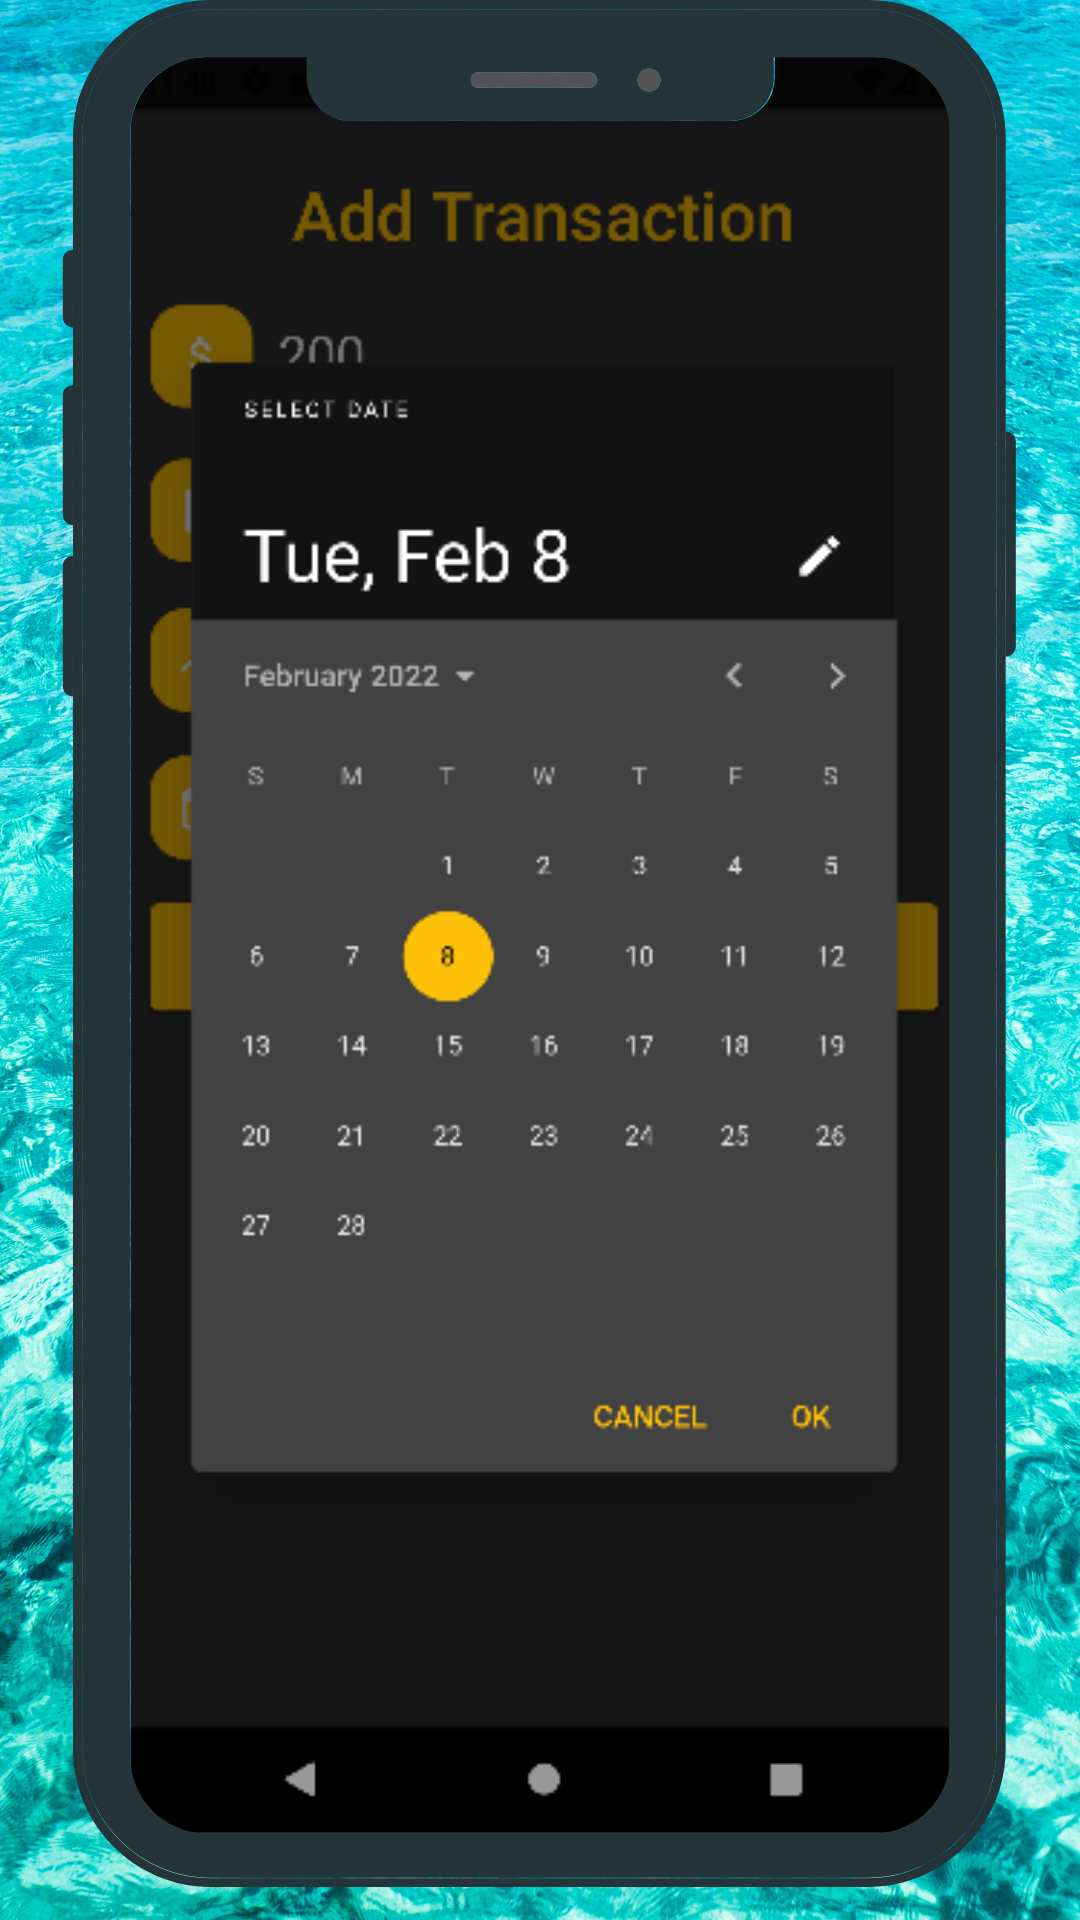 Add Transaction
200
SELECT DATE
Tue, Feb 8
February 2022
S M T W T F S
1 2 3 4 5
6 7 8 9 10 11 12
13 14 15 16 17 18 19
20 21 22 23 24 25 26
27 28
CANCEL OK